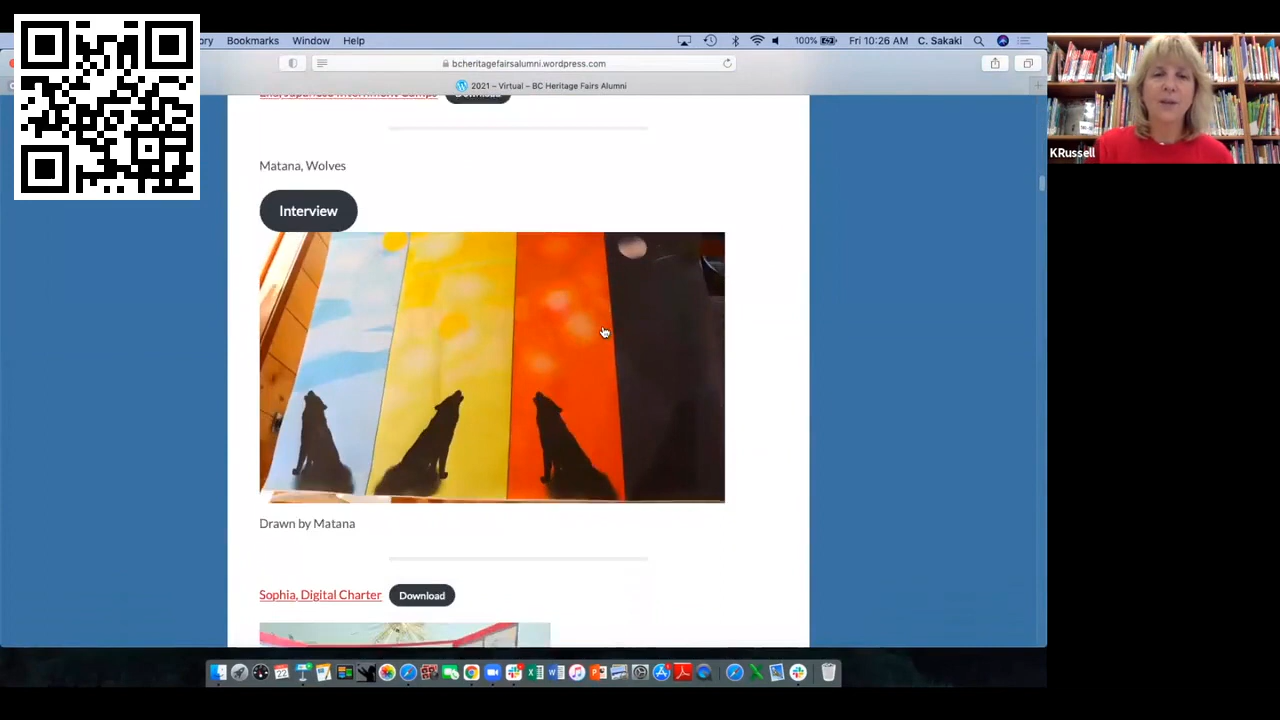 Bookmarks Window Help
100% Fri 10:26 AM C. Sakaki
bcheritagefairsalumni.wordpress.com
2021 – Virtual – BC Heritage Fairs Alumni
KRussell
Matana, Wolves
Interview
Drawn by Matana
Sophia, Digital Charter Download